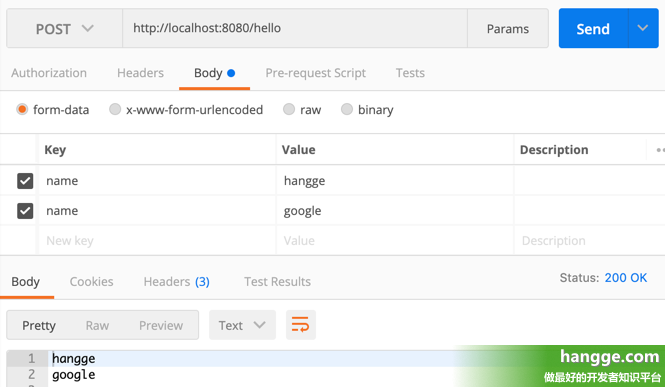 POST http://localhost:8080/hello Params Send
Authorization Headers Body Pre-request Script Tests
form-data x-www-form-urlencoded raw binary
Key Value Description
name hangge
name google
New key Value Description
Body Cookies Headers (3) Test Results Status: 200 OK
Pretty Raw Preview Text
1 hangge
2 google
hangge.com
做最好的开发者知识平台